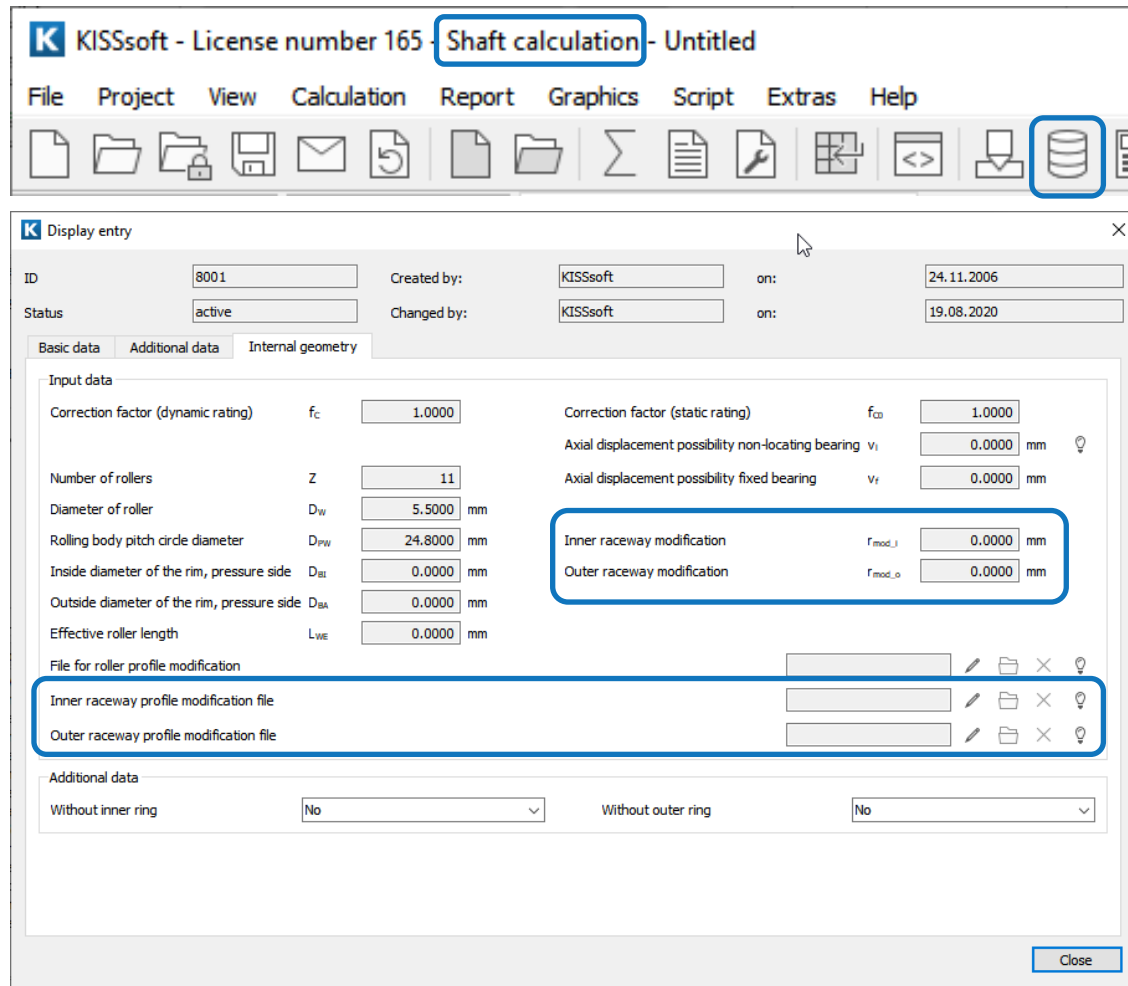 K KISSsoft - License number 165 - Shaft calculation - Untitled
File Project View Calculation Report Graphics Script Extras Help
<>
K Display entry
ID 8001 Created by: KISSsoft on: 24.11.2006
Status active Changed by: KISSsoft on: 19.08.2020
Basic data Additional data Internal geometry
Input data
Correction factor (dynamic rating) fC 1.0000 Correction factor (static rating) fC0 1.0000
Axial displacement possibility non-locating bearing vl 0.0000 mm
Number of rollers Z 11 Axial displacement possibility fixed bearing vf 0.0000 mm
Diameter of roller DW 5.5000 mm
Rolling body pitch circle diameter DPW 24.8000 mm Inner raceway modification rmod_i 0.0000 mm
Inside diameter of the rim, pressure side DBI 0.0000 mm Outer raceway modification rmod_o 0.0000 mm
Outside diameter of the rim, pressure side DBA 0.0000 mm
Effective roller length LWE 0.0000 mm
File for roller profile modification
Inner raceway profile modification file
Outer raceway profile modification file
Additional data
Without inner ring No Without outer ring No
Close